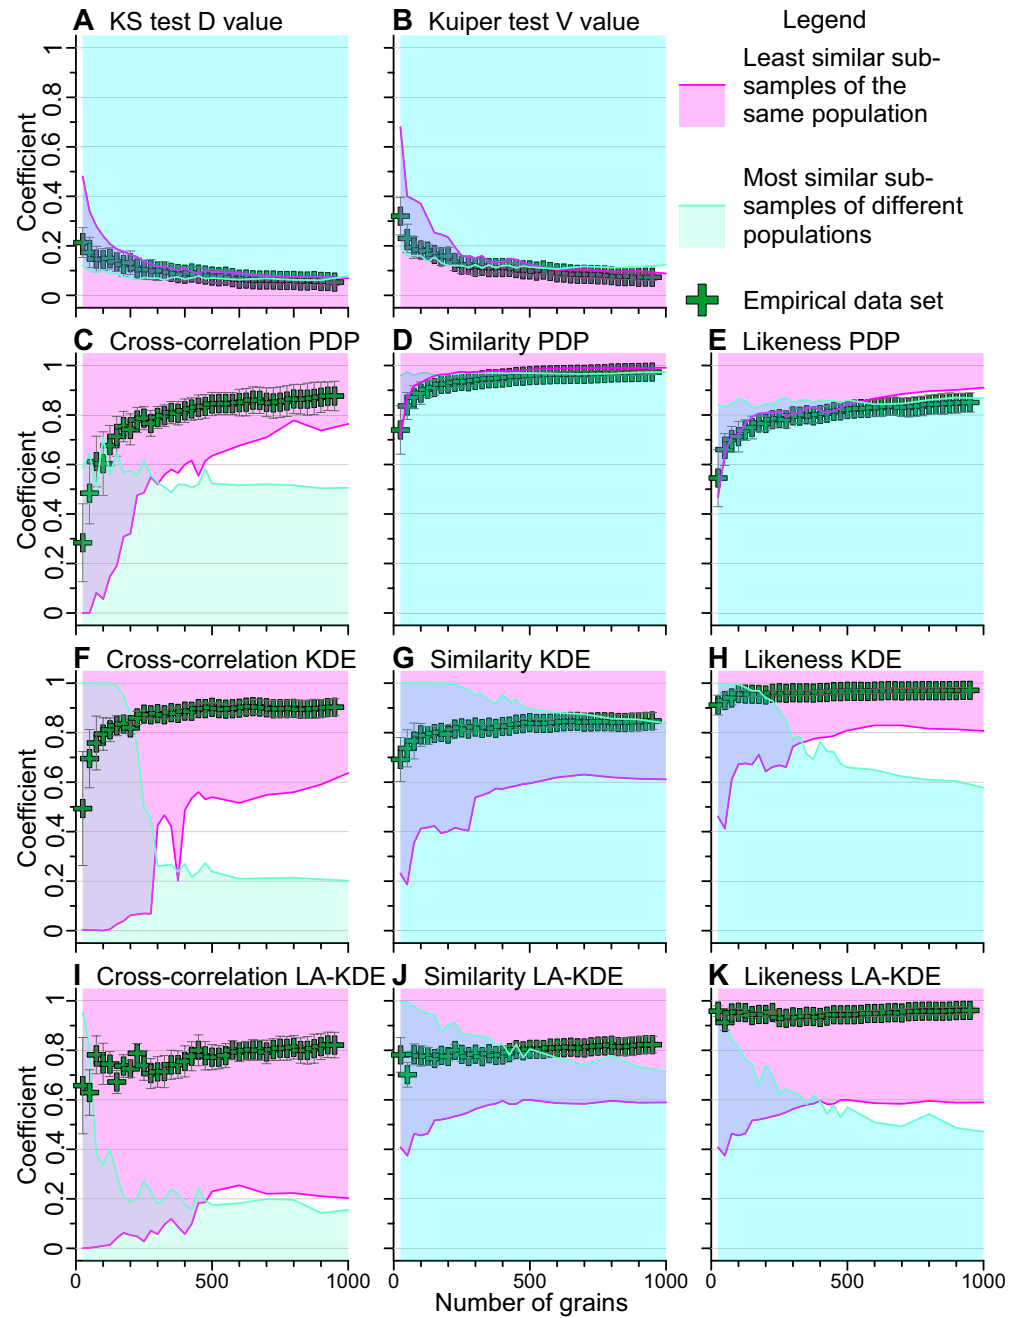 A KS test D value
B Kuiper test V value
Legend
Least similar sub-
samples of the
same population
Most similar sub-
samples of different
populations
Empirical data set
Coefficient
1
0.8
0.6
0.4
0.2
0
C Cross-correlation PDP
D Similarity PDP
E Likeness PDP
Coefficient
1
0.8
0.6
0.4
0.2
0
F Cross-correlation KDE
G Similarity KDE
H Likeness KDE
Coefficient
1
0.8
0.6
0.4
0.2
0
I Cross-correlation LA-KDE
J Similarity LA-KDE
K Likeness LA-KDE
Coefficient
1
0.8
0.6
0.4
0.2
0
0 500 1000 0 500 1000 0 500 1000
Number of grains